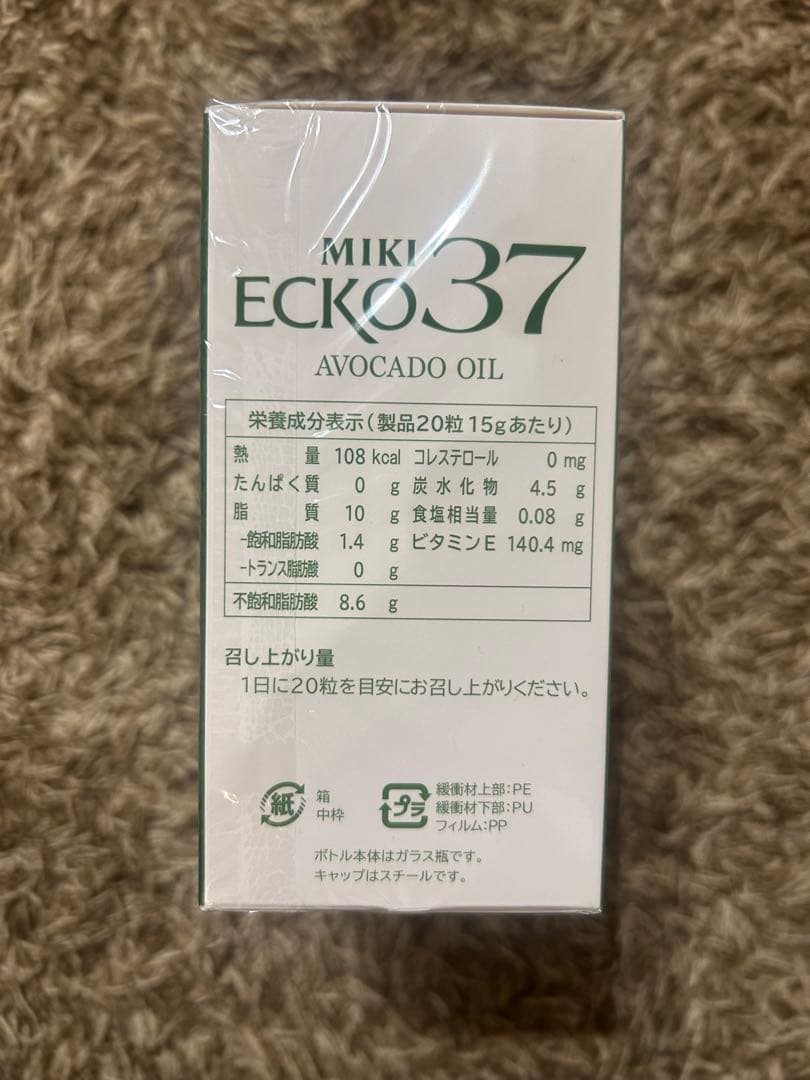 MIKI
ECKO37
AVOCADO OIL
栄養成分表示(製品20粒 15gあたり)
熱量 108 kcal コレステロール 0 mg
たんぱく質 0 g 炭水化物 4.5 g
脂質 10 g 食塩相当量 0.08 g
-飽和脂肪酸 1.4 g ビタミンE 140.4 mg
-トランス脂肪酸 0 g
不飽和脂肪酸 8.6 g
召し上がり量
1日に20粒を目安にお召し上がりください。
紙 箱
中枠
プラ 緩衝材上部:PE
緩衝材下部:PU
フィルム:PP
ボトル本体はガラス瓶です。
キャップはスチールです。